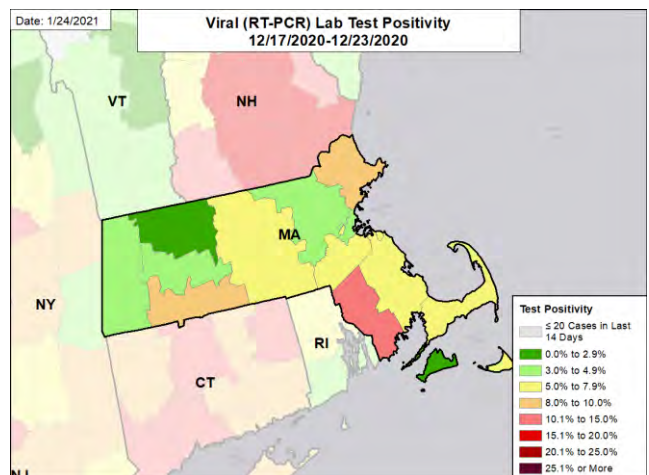 Date: 1/24/2021
Viral (RT-PCR) Lab Test Positivity
12/17/2020-12/23/2020
VT
NH
MA
NY
RI
CT
NJ
Test Positivity
≤ 20 Cases in Last
14 Days
0.0% to 2.9%
3.0% to 4.9%
5.0% to 7.9%
8.0% to 10.0%
10.1% to 15.0%
15.1% to 20.0%
20.1% to 25.0%
25.1% or More